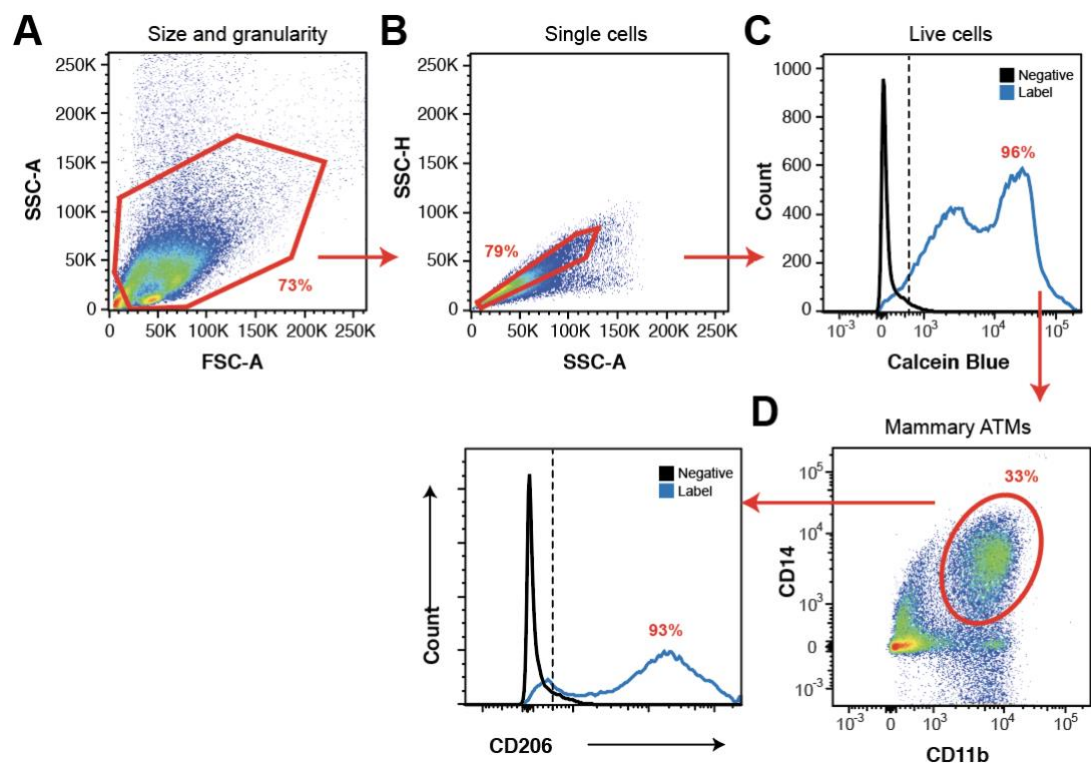 A
Size and granularity
250K
200K
150K
100K
50K
0
SSC-A
73%
0 50K 100K 150K 200K 250K
FSC-A
B
Single cells
250K
200K
150K
100K
50K
0
SSC-H
79%
0 50K 100K 150K 200K 250K
SSC-A
C
Live cells
1000
800
600
400
200
0
Count
Negative
Label
96%
-10-3 0 103 104 105
Calcein Blue
D
Mammary ATMs
105
104
103
0
-10-3
CD14
33%
-10-3 0 103 104 105
CD11b
Negative
Label
Count
93%
CD206